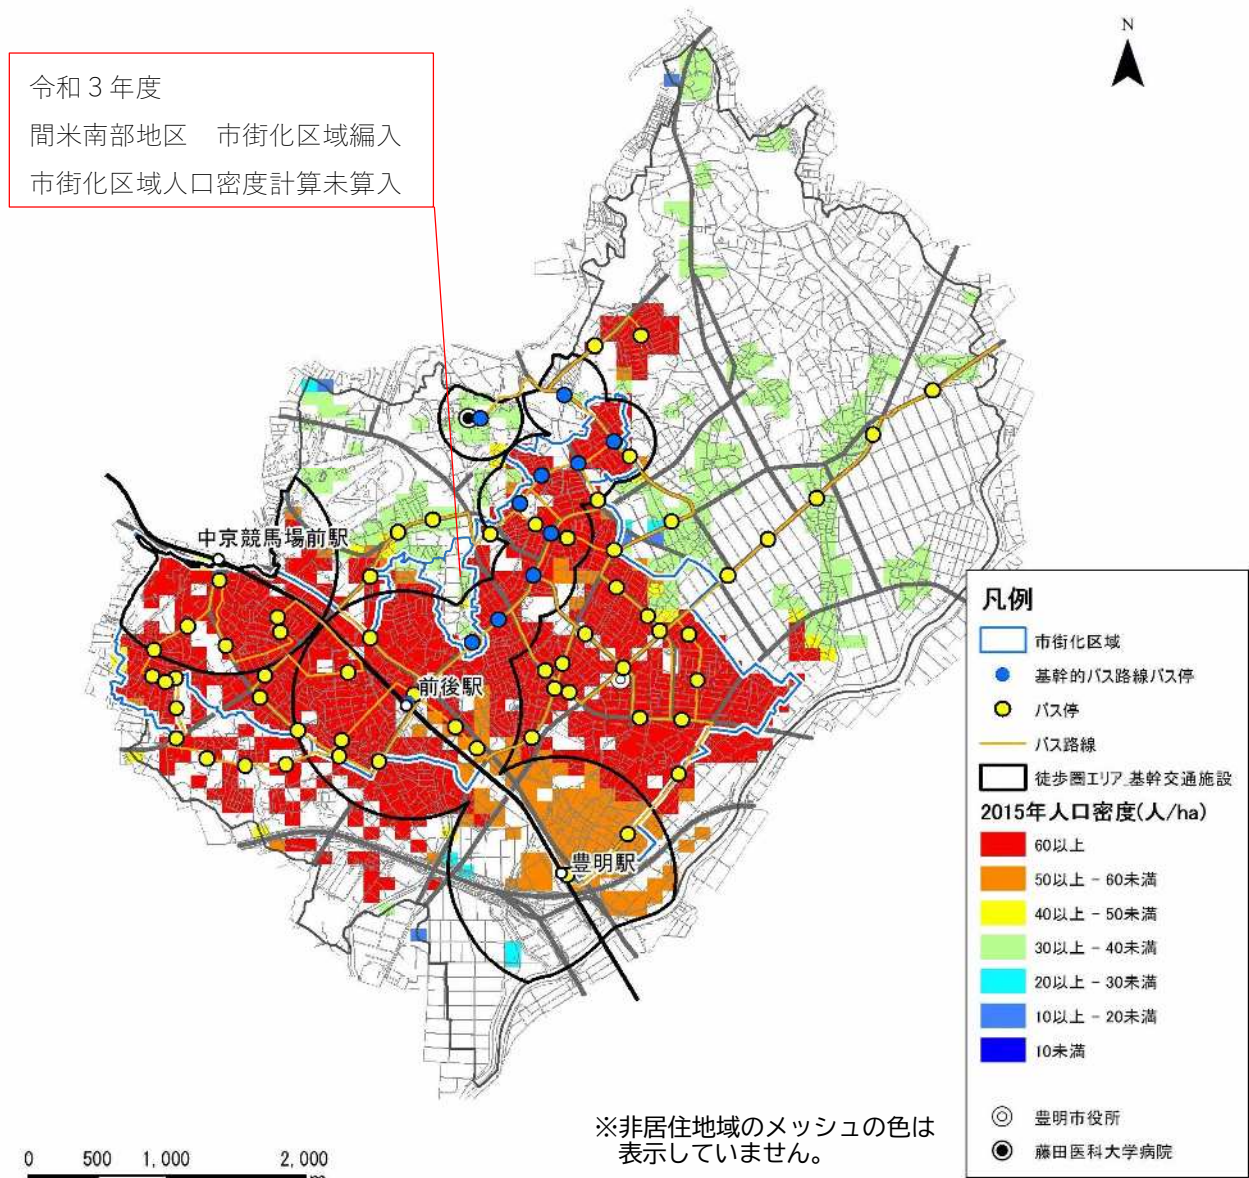 令和３年度
間米南部地区　市街化区域編入
市街化区域人口密度計算未算入
N
中京競馬場前駅
前後駅
豊明駅
凡例
市街化区域
基幹的バス路線バス停
バス停
バス路線
徒歩圏エリア_基幹交通施設
2015年人口密度(人/ha)
60以上
50以上 - 60未満
40以上 - 50未満
30以上 - 40未満
20以上 - 30未満
10以上 - 20未満
10未満
豊明市役所
藤田医科大学病院
※非居住地域のメッシュの色は
表示していません。
0 500 1,000 2,000
m